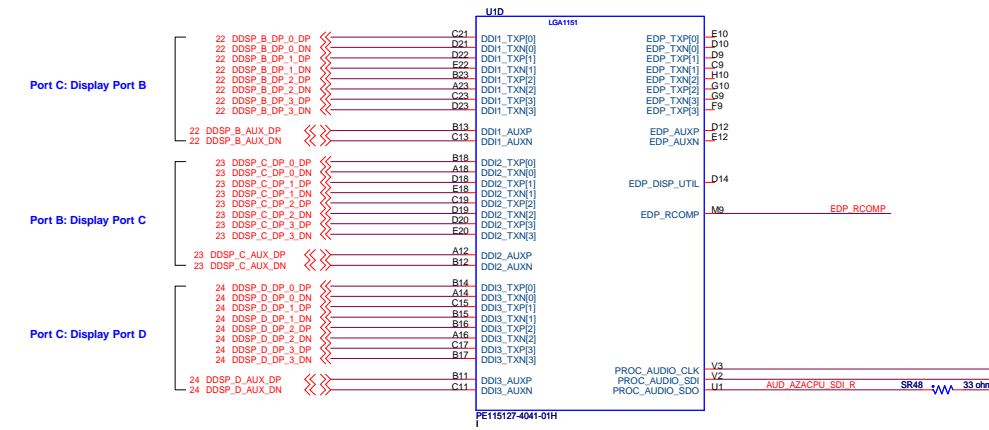 U1D
LGA1151
22 DDSP_B_DP_0_DP C21 DDI1_TXP[0] EDP_TXP[0] E10
22 DDSP_B_DP_0_DN D21 DDI1_TXN[0] EDP_TXN[0] D10
22 DDSP_B_DP_1_DP D22 DDI1_TXP[1] EDP_TXP[1] D9
22 DDSP_B_DP_1_DN E22 DDI1_TXN[1] EDP_TXN[1] C9
22 DDSP_B_DP_2_DP B23 DDI1_TXP[2] EDP_TXP[2] H10
Port C: Display Port B
22 DDSP_B_DP_2_DN A23 DDI1_TXN[2] EDP_TXN[2] G10
22 DDSP_B_DP_3_DP C23 DDI1_TXP[3] EDP_TXN[3] G9
22 DDSP_B_DP_3_DN D23 DDI1_TXN[3] EDP_TXP[3] F9
22 DDSP_B_AUX_DP B13 DDI1_AUXP EDP_AUXP D12
22 DDSP_B_AUX_DN C13 DDI1_AUXN EDP_AUXN E12
23 DDSP_C_DP_0_DP B18 DDI2_TXP[0]
23 DDSP_C_DP_0_DN A18 DDI2_TXN[0]
23 DDSP_C_DP_1_DP D18 DDI2_TXP[1] EDP_DISP_UTIL D14
23 DDSP_C_DP_1_DN E18 DDI2_TXN[1]
23 DDSP_C_DP_2_DP C19 DDI2_TXP[2]
23 DDSP_C_DP_2_DN D19 DDI2_TXN[2] EDP_RCOMP M9 EDP_RCOMP
Port B: Display Port C
23 DDSP_C_DP_3_DP D20 DDI2_TXP[3]
23 DDSP_C_DP_3_DN E20 DDI2_TXN[3]
23 DDSP_C_AUX_DP A12 DDI2_AUXP
23 DDSP_C_AUX_DN B12 DDI2_AUXN
24 DDSP_D_DP_0_DP B14 DDI3_TXP[0]
24 DDSP_D_DP_0_DN A14 DDI3_TXN[0]
24 DDSP_D_DP_1_DP C15 DDI3_TXP[1]
24 DDSP_D_DP_1_DN B15 DDI3_TXN[1]
24 DDSP_D_DP_2_DP B16 DDI3_TXP[2]
Port C: Display Port D
24 DDSP_D_DP_2_DN A16 DDI3_TXN[2]
24 DDSP_D_DP_3_DP C17 DDI3_TXP[3]
24 DDSP_D_DP_3_DN B17 DDI3_TXN[3]
PROC_AUDIO_CLK V3
24 DDSP_D_AUX_DP B11 DDI3_AUXP PROC_AUDIO_SDI V2
24 DDSP_D_AUX_DN C11 DDI3_AUXN PROC_AUDIO_SDO U1 AUD_AZACPU_SDI_R SR48 33 ohm
PE115127-4041-01H